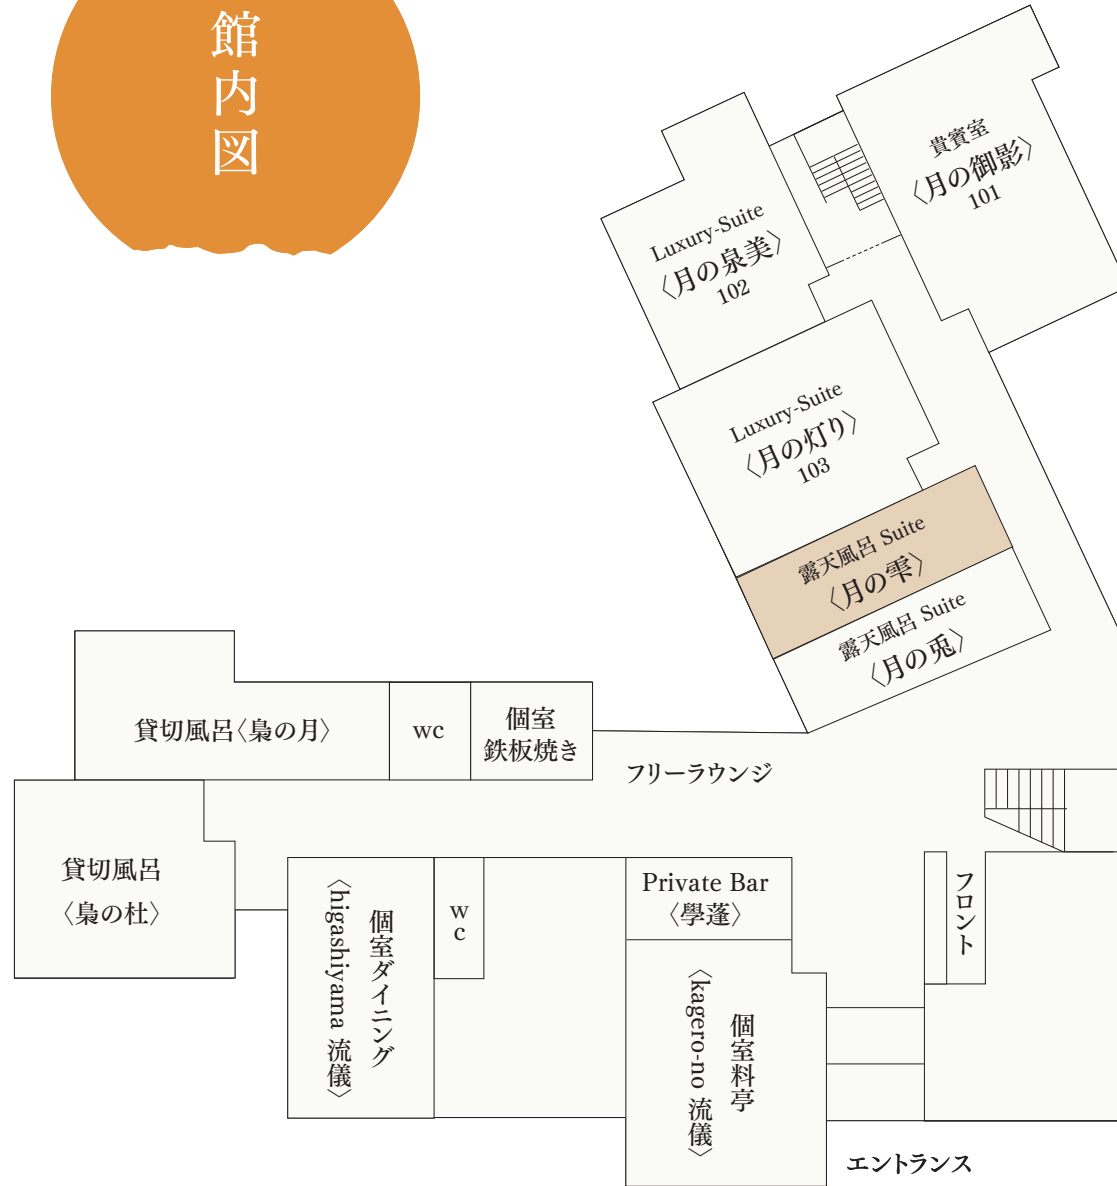 館内図
貴賓室
〈月の御影〉
101
Luxury-Suite
〈月の泉美〉
102
Luxury-Suite
〈月の灯り〉
103
露天風呂 Suite
〈月の雫〉
露天風呂 Suite
〈月の兎〉
貸切風呂〈梟の月〉
wc
個室
鉄板焼き
フリーラウンジ
貸切風呂
〈梟の杜〉
個室ダイニング
〈higashiyama 流儀〉
wc
Private Bar
〈學蓬〉
個室料亭
〈kagero-no 流儀〉
フロント
エントランス